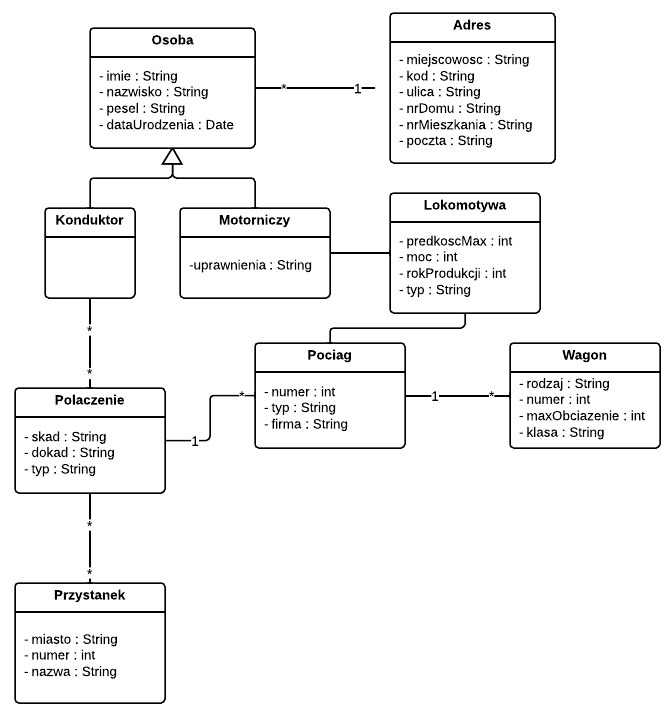 Osoba
- imie : String
- nazwisko : String
- pesel : String
- dataUrodzenia : Date
* 1
Adres
- miejscowosc : String
- kod : String
- ulica : String
- nrDomu : String
- nrMieszkania : String
- poczta : String
Konduktor
Motorniczy
-uprawnienia : String
Lokomotywa
- predkoscMax : int
- moc : int
- rokProdukcji : int
- typ : String
*
*
Polaczenie
- skad : String
- dokad : String
- typ : String
1 *
Pociag
- numer : int
- typ : String
- firma : String
1 *
Wagon
- rodzaj : String
- numer : int
- maxObciazenie : int
- klasa : String
*
*
Przystanek
- miasto : String
- numer : int
- nazwa : String